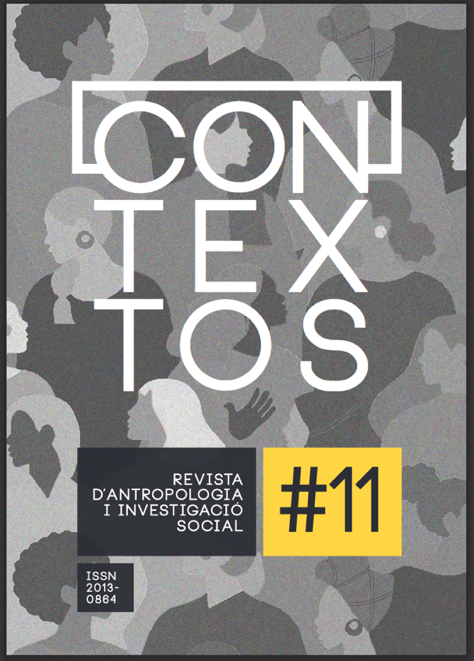 CON
TEX
TOS
REVISTA
D'ANTROPOLOGIA
I INVESTIGACIÓ
SOCIAL
#11
ISSN
2013-
0864